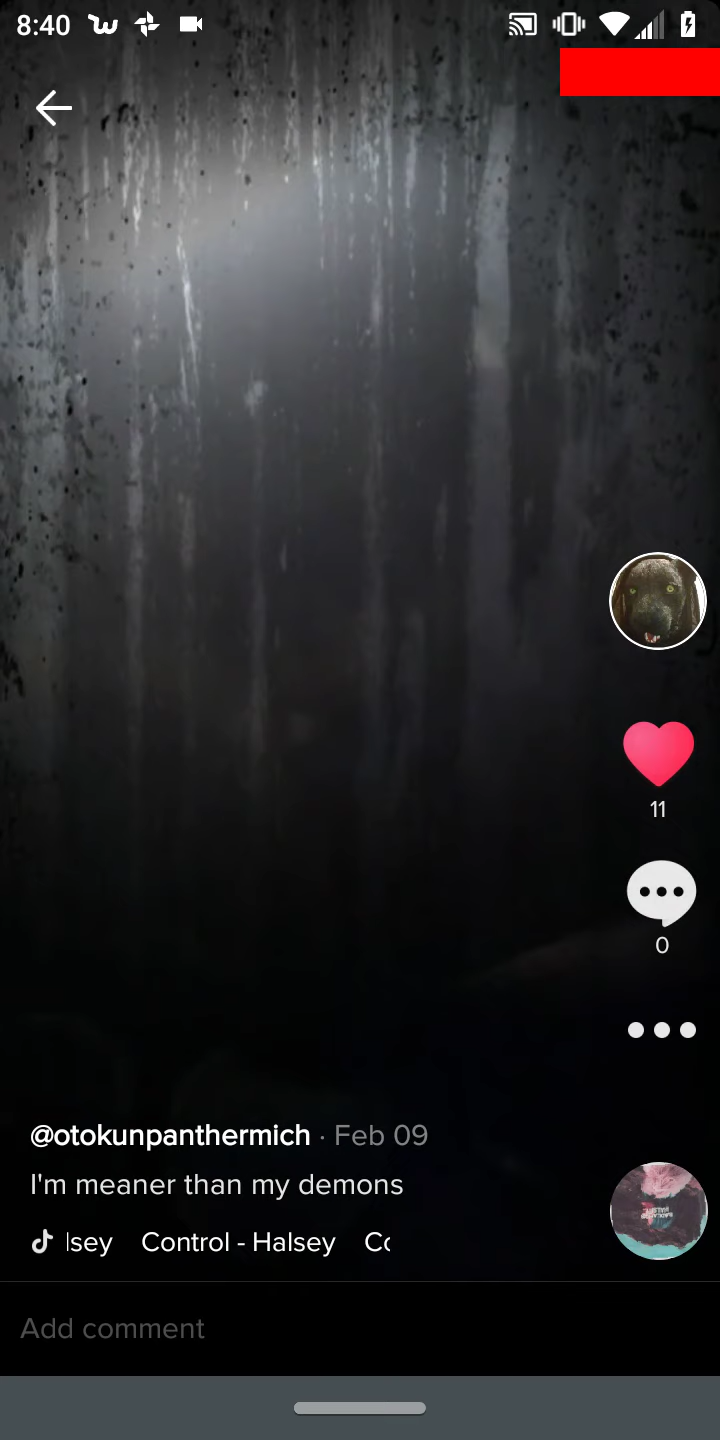 8:40
11
0
@otokunpanthermich · Feb 09
I'm meaner than my demons
lsey Control - Halsey Co
Add comment